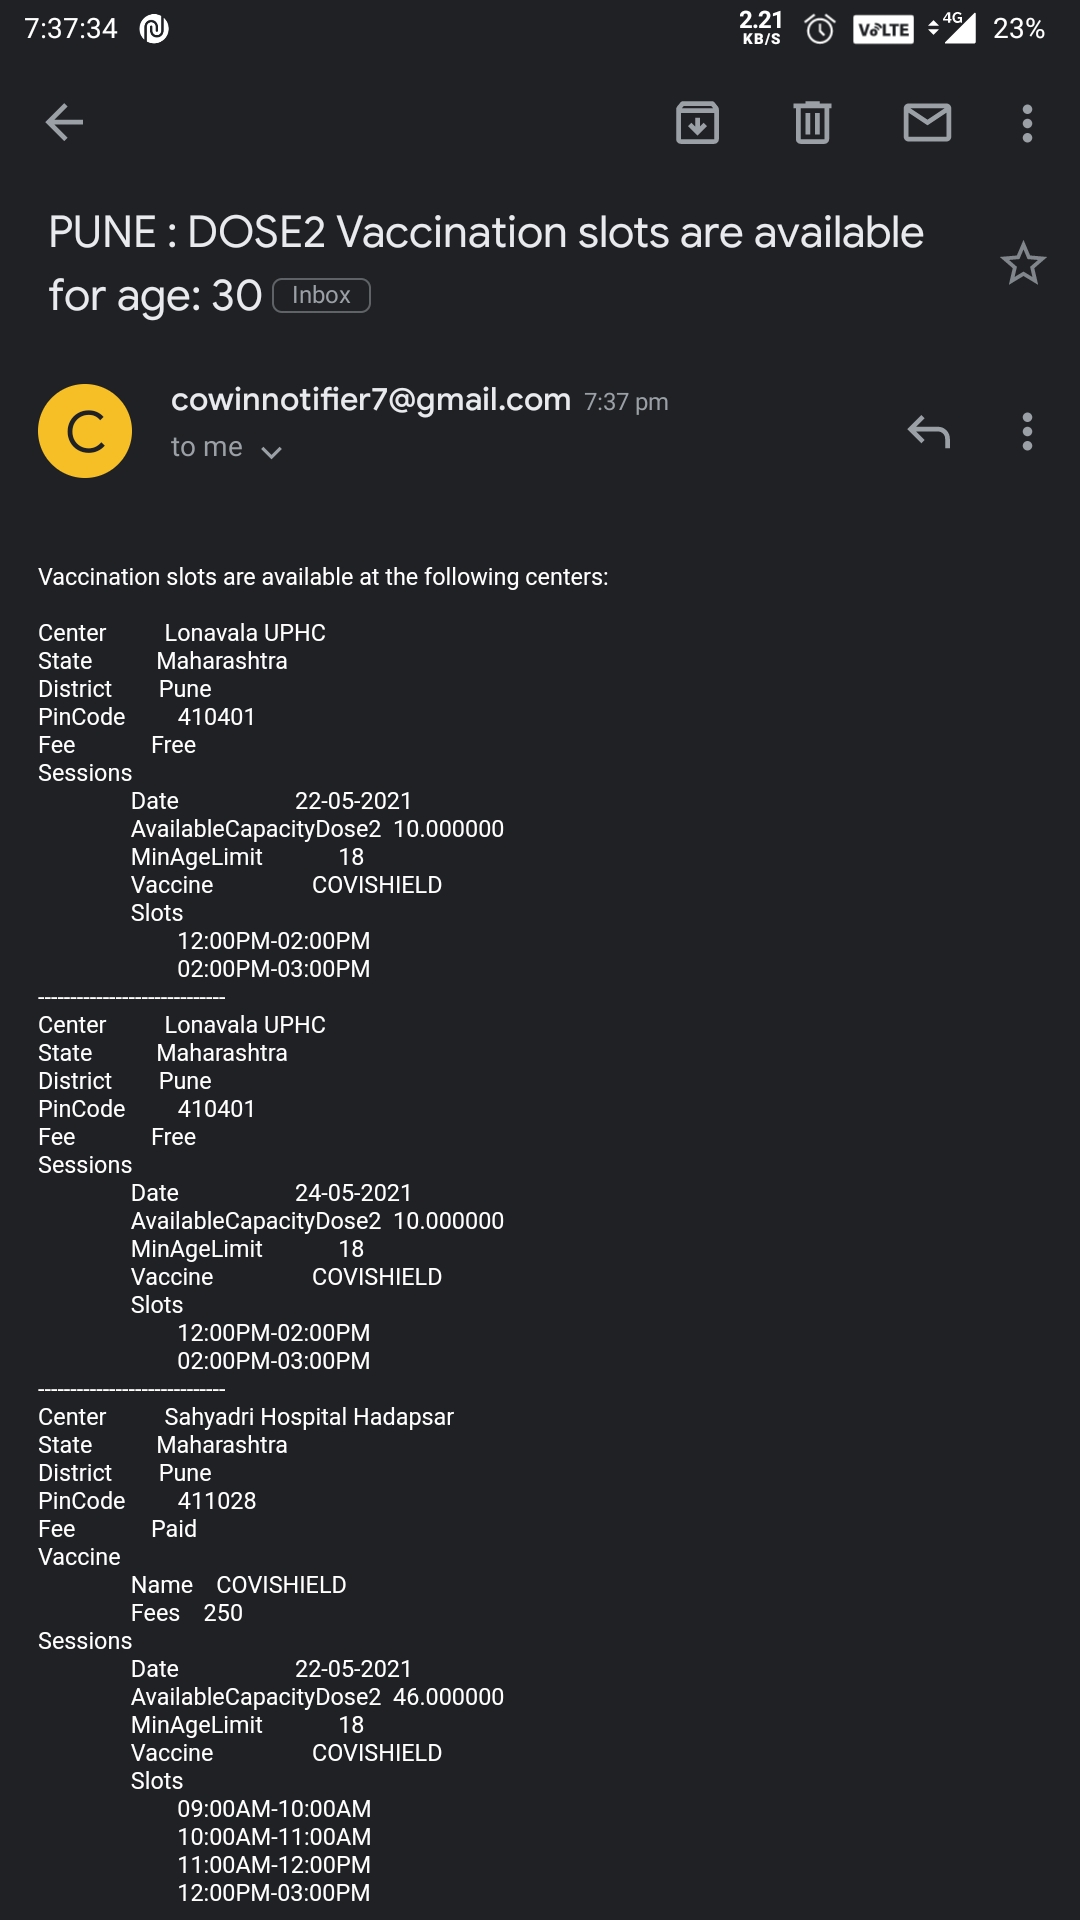 7:37:34
2.21
KB/S
VoLTE
4G
23%
PUNE : DOSE2 Vaccination slots are available
for age: 30 Inbox
C
cowinnotifier7@gmail.com 7:37 pm
to me
Vaccination slots are available at the following centers:
Center Lonavala UPHC
State Maharashtra
District Pune
PinCode 410401
Fee Free
Sessions
Date 22-05-2021
AvailableCapacityDose2 10.000000
MinAgeLimit 18
Vaccine COVISHIELD
Slots
12:00PM-02:00PM
02:00PM-03:00PM
-----------------------------
Center Lonavala UPHC
State Maharashtra
District Pune
PinCode 410401
Fee Free
Sessions
Date 24-05-2021
AvailableCapacityDose2 10.000000
MinAgeLimit 18
Vaccine COVISHIELD
Slots
12:00PM-02:00PM
02:00PM-03:00PM
-----------------------------
Center Sahyadri Hospital Hadapsar
State Maharashtra
District Pune
PinCode 411028
Fee Paid
Vaccine
Name COVISHIELD
Fees 250
Sessions
Date 22-05-2021
AvailableCapacityDose2 46.000000
MinAgeLimit 18
Vaccine COVISHIELD
Slots
09:00AM-10:00AM
10:00AM-11:00AM
11:00AM-12:00PM
12:00PM-03:00PM